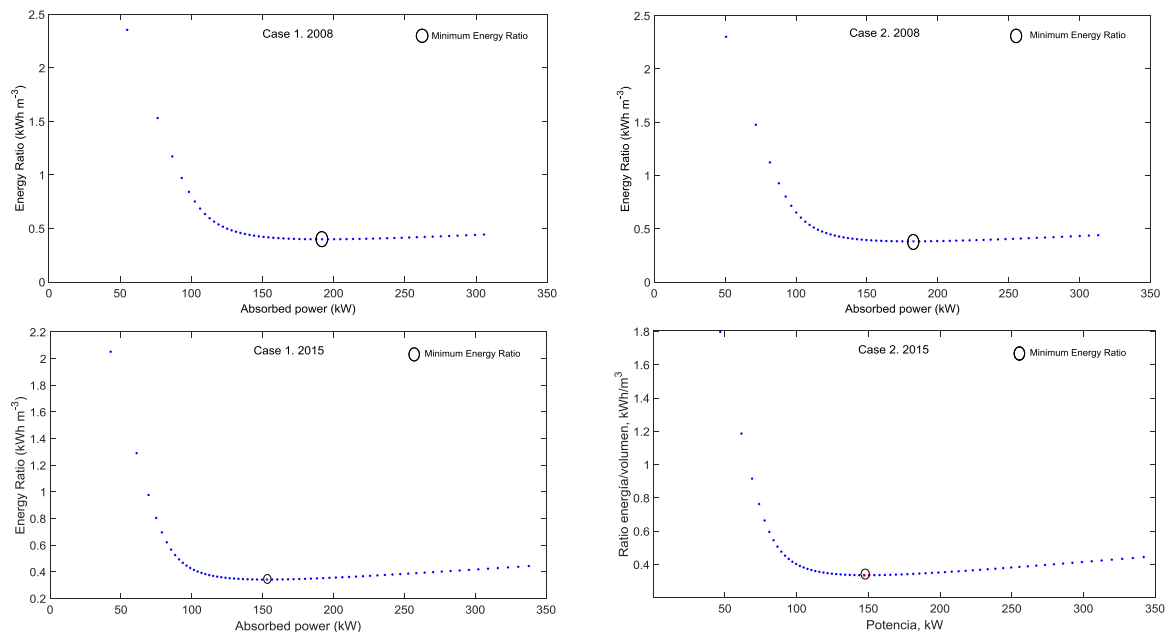 Case 1. 2008
Minimum Energy Ratio
Energy Ratio (kWh m-3)
2.5
2
1.5
1
0.5
0
0 50 100 150 200 250 300 350
Absorbed power (kW)
Case 2. 2008
Minimum Energy Ratio
Energy Ratio (kWh m-3)
2.5
2
1.5
1
0.5
0
0 50 100 150 200 250 300 350
Absorbed power (kW)
Case 1. 2015
Minimum Energy Ratio
Energy Ratio (kWh m-3)
2.2
2
1.8
1.6
1.4
1.2
1
0.8
0.6
0.4
0.2
0 50 100 150 200 250 300 350
Absorbed power (kW)
Case 2. 2015
Minimum Energy Ratio
Ratio energía/volumen, kWh/m3
1.8
1.6
1.4
1.2
1
0.8
0.6
0.4
50 100 150 200 250 300 350
Potencia, kW